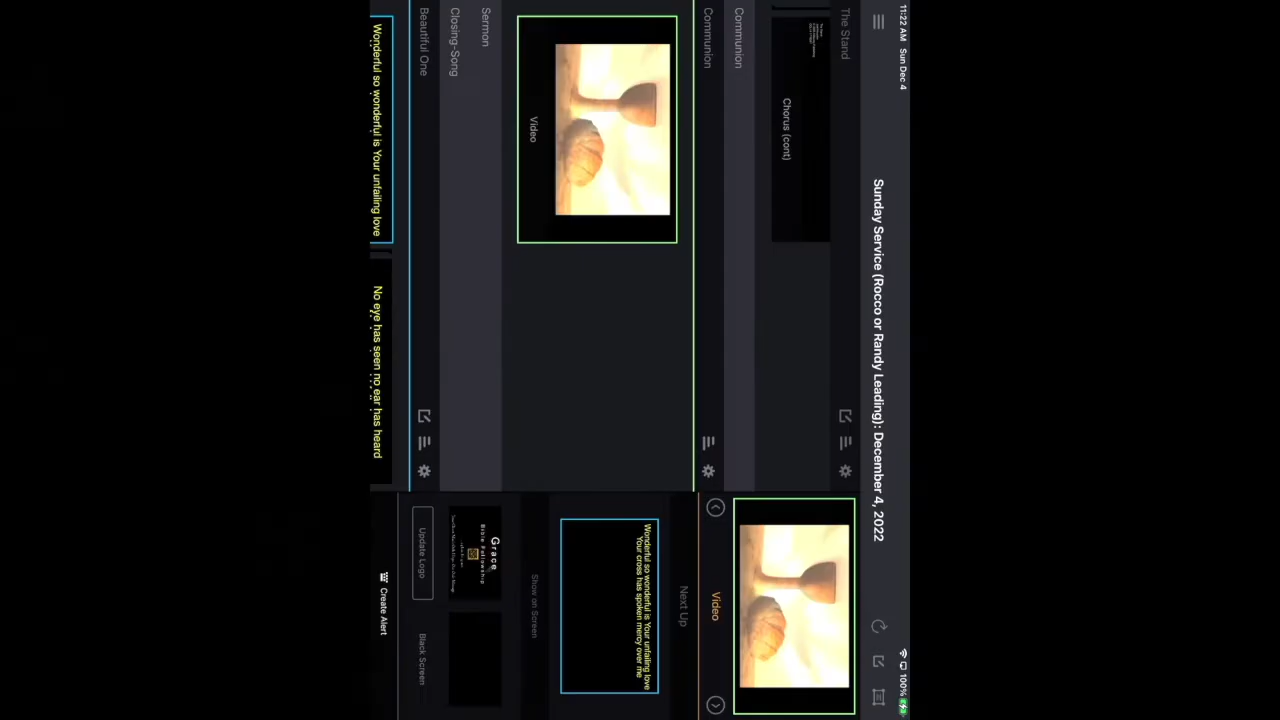 11:22 AM Sun Dec 4
100%
Sunday Service (Rocco or Randy Leading): December 4, 2022
The Stand
Chorus (cont)
Communion
Communion
Video
Sermon
Closing-Song
Beautiful One
Wonderful so wonderful is Your unfailing love
No eye has seen no ear has heard
Video
Next Up
Wonderful so wonderful is Your unfailing love
Your cross has spoken mercy over me
Show on Screen
Grace
Bible Fellowship
Update Logo
Black Screen
Create Alert